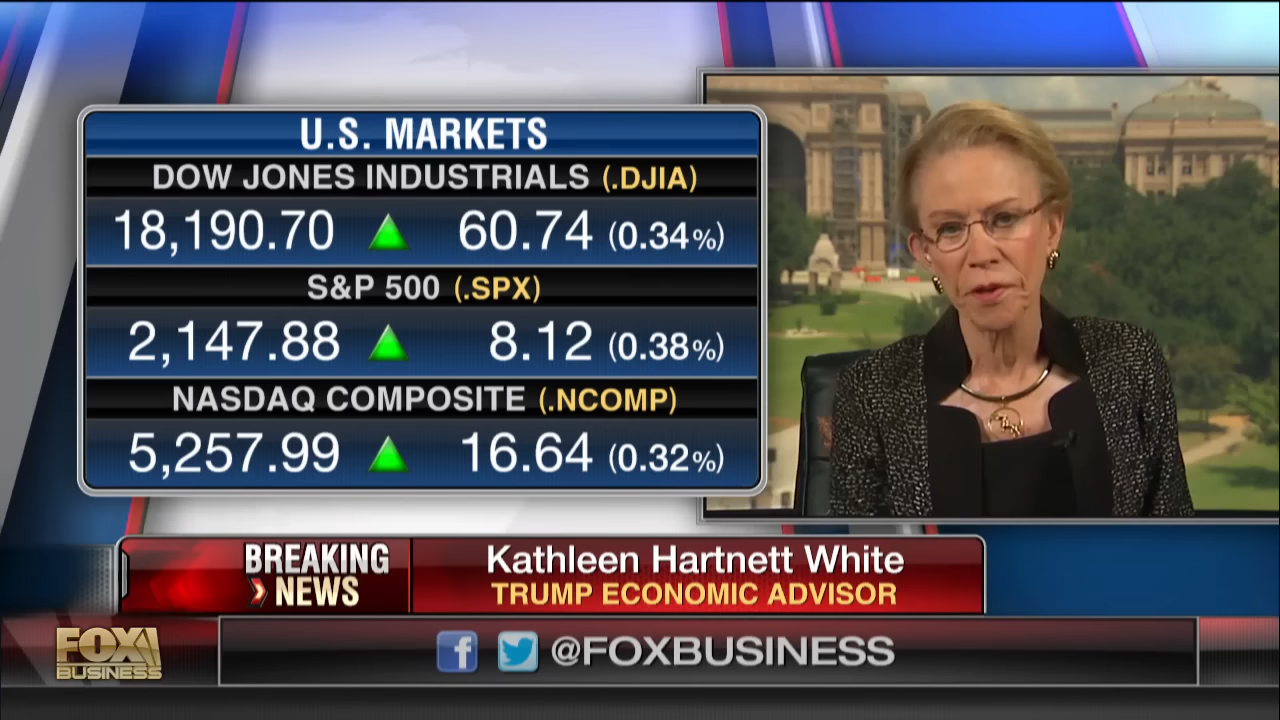 U.S. MARKETS
DOW JONES INDUSTRIALS (.DJIA)
18,190.70 ▲ 60.74 (0.34%)
S&P 500 (.SPX)
2,147.88 ▲ 8.12 (0.38%)
NASDAQ COMPOSITE (.NCOMP)
5,257.99 ▲ 16.64 (0.32%)
BREAKING
NEWS
Kathleen Hartnett White
TRUMP ECONOMIC ADVISOR
FOX
BUSINESS
f @FOXBUSINESS